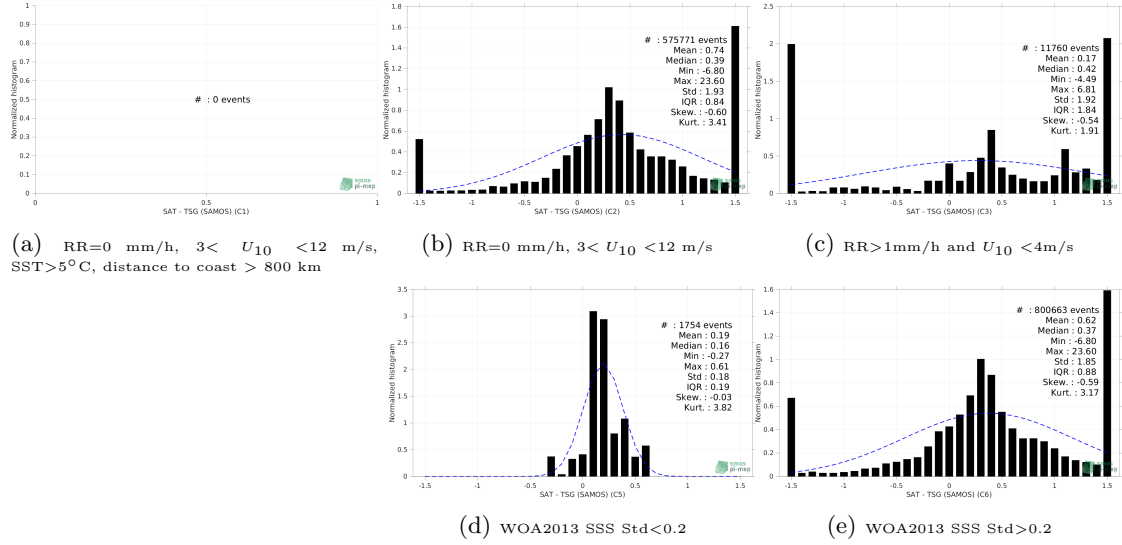 Normalized histogram
1
0.9
0.8
0.7
0.6
0.5
0.4
0.3
0.2
0.1
0
# : 0 events
smos
pi-mep
0 0.5 1
SAT - TSG (SAMOS) (C1)
(a) RR=0 mm/h, 3< U10 <12 m/s,
SST>5°C, distance to coast > 800 km
Normalized histogram
1.8
1.6
1.4
1.2
1
0.8
0.6
0.4
0.2
0
# : 575771 events
Mean : 0.74
Median : 0.39
Min : -6.80
Max : 23.60
Std : 1.93
IQR : 0.84
Skew. : -0.60
Kurt. : 3.41
smos
pi-mep
-1.5 -1 -0.5 0 0.5 1 1.5
SAT - TSG (SAMOS) (C2)
(b) RR=0 mm/h, 3< U10 <12 m/s
Normalized histogram
2.5
2
1.5
1
0.5
0
# : 11760 events
Mean : 0.17
Median : 0.42
Min : -4.49
Max : 6.81
Std : 1.92
IQR : 1.84
Skew. : -0.54
Kurt. : 1.91
smos
pi-mep
-1.5 -1 -0.5 0 0.5 1 1.5
SAT - TSG (SAMOS) (C3)
(c) RR>1mm/h and U10 <4m/s
Normalized histogram
3.5
3
2.5
2
1.5
1
0.5
0
# : 1754 events
Mean : 0.19
Median : 0.16
Min : -0.27
Max : 0.61
Std : 0.18
IQR : 0.19
Skew. : -0.03
Kurt. : 3.82
smos
pi-mep
-1.5 -1 -0.5 0 0.5 1 1.5
SAT - TSG (SAMOS) (C5)
(d) WOA2013 SSS Std<0.2
Normalized histogram
1.6
1.4
1.2
1
0.8
0.6
0.4
0.2
0
# : 800663 events
Mean : 0.62
Median : 0.37
Min : -6.80
Max : 23.60
Std : 1.85
IQR : 0.88
Skew. : -0.59
Kurt. : 3.17
smos
pi-mep
-1.5 -1 -0.5 0 0.5 1 1.5
SAT - TSG (SAMOS) (C6)
(e) WOA2013 SSS Std>0.2